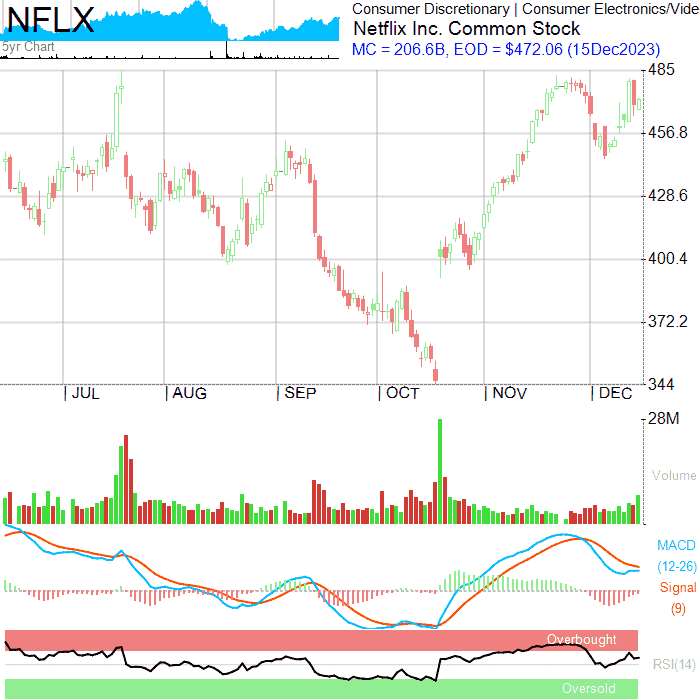 NFLX
Consumer Discretionary | Consumer Electronics/Vide
Netflix Inc. Common Stock
5yr Chart
MC = 206.6B, EOD = $472.06 (15Dec2023)
485
456.8
428.6
400.4
372.2
344
| JUL | AUG | SEP | OCT | NOV | DEC
28M
Volume
MACD
(12-26)
Signal
(9)
Overbought
RSI(14)
Oversold